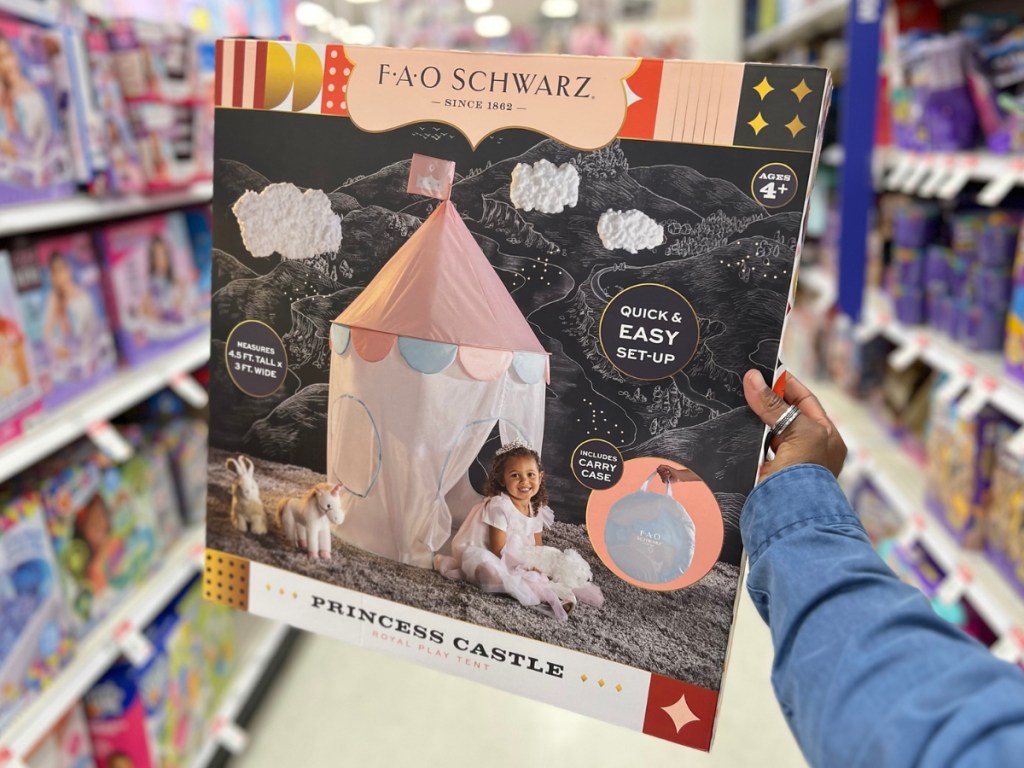 F·A·O SCHWARZ
— SINCE 1862 —
AGES
4+
QUICK &
EASY
SET-UP
MEASURES
4.5 FT. TALL X
3 FT. WIDE
INCLUDES
CARRY
CASE
F·A·O
SCHWARZ
PRINCESS CASTLE
ROYAL PLAY TENT